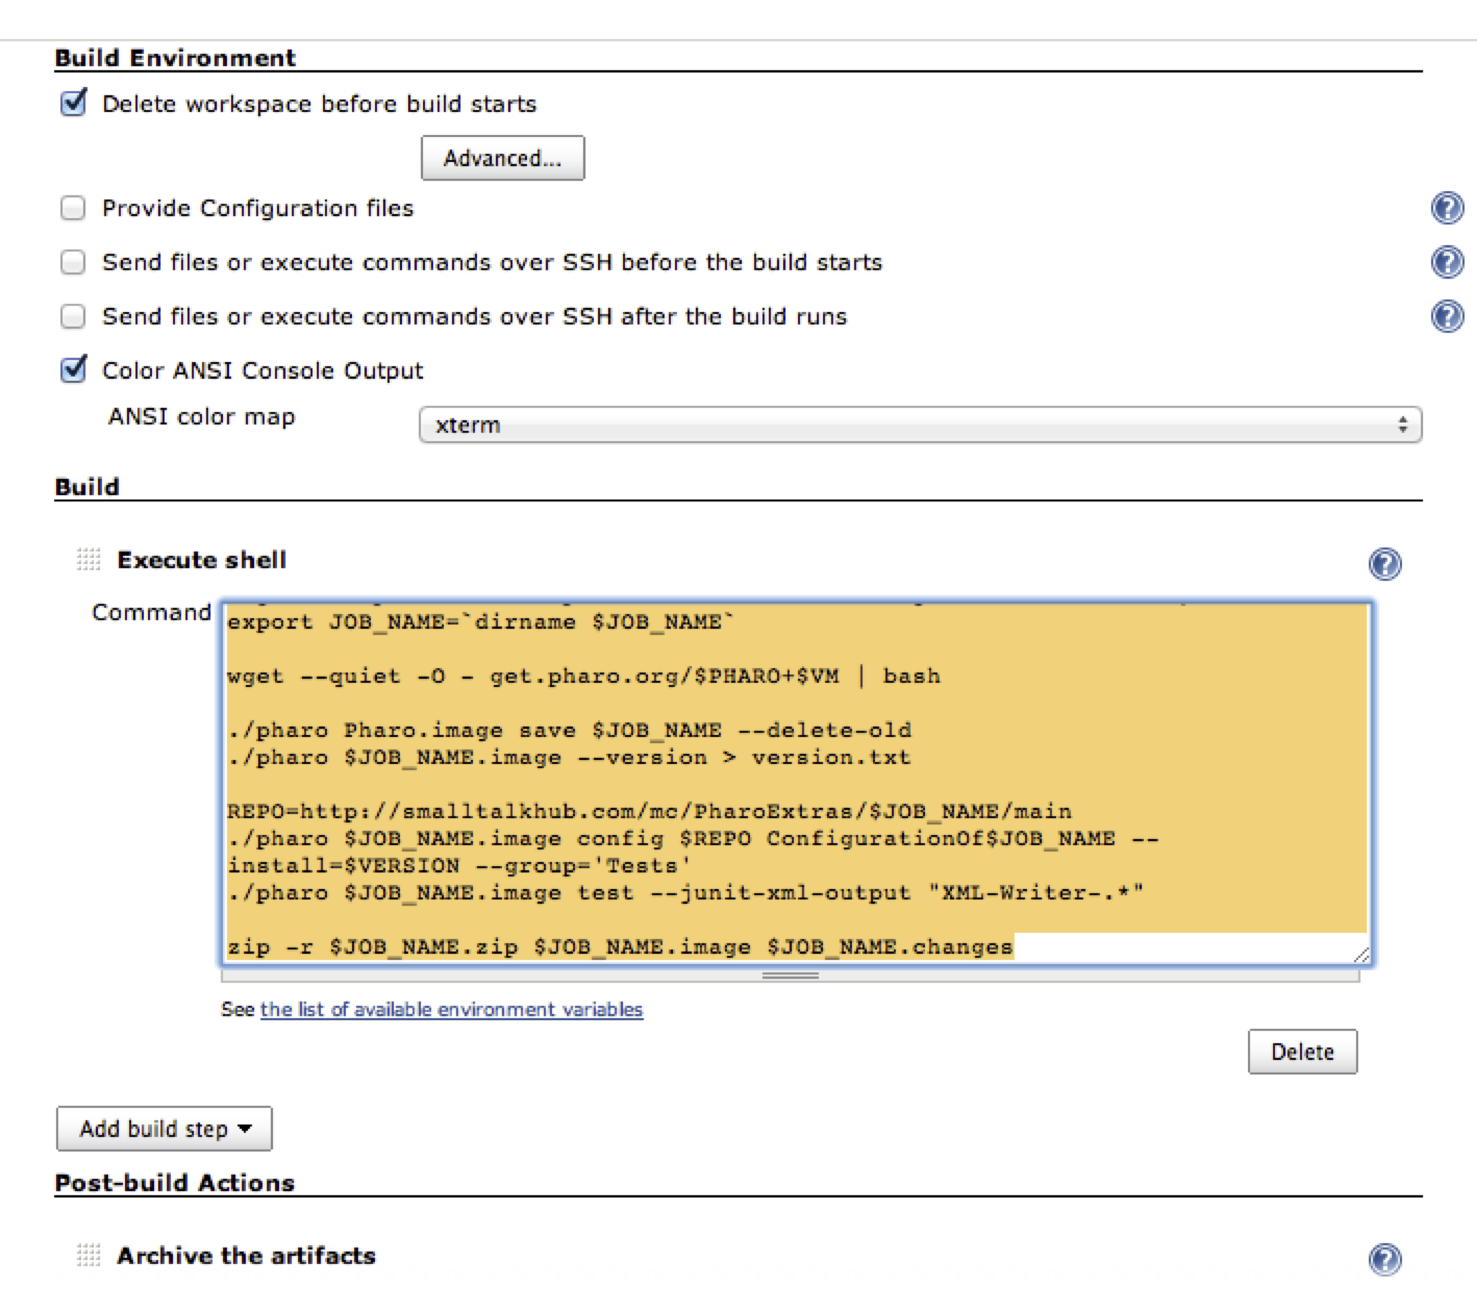 Build Environment
Delete workspace before build starts
Advanced...
Provide Configuration files
?
Send files or execute commands over SSH before the build starts
?
Send files or execute commands over SSH after the build runs
?
Color ANSI Console Output
ANSI color map
xterm
Build
Execute shell
?
Command
export JOB_NAME=`dirname $JOB_NAME`
wget --quiet -O - get.pharo.org/$PHARO+$VM | bash
./pharo Pharo.image save $JOB_NAME --delete-old
./pharo $JOB_NAME.image --version > version.txt
REPO=http://smalltalkhub.com/mc/PharoExtras/$JOB_NAME/main
./pharo $JOB_NAME.image config $REPO ConfigurationOf$JOB_NAME --
install=$VERSION --group='Tests'
./pharo $JOB_NAME.image test --junit-xml-output "XML-Writer-.*"
zip -r $JOB_NAME.zip $JOB_NAME.image $JOB_NAME.changes
See the list of available environment variables
Delete
Add build step
Post-build Actions
Archive the artifacts
?